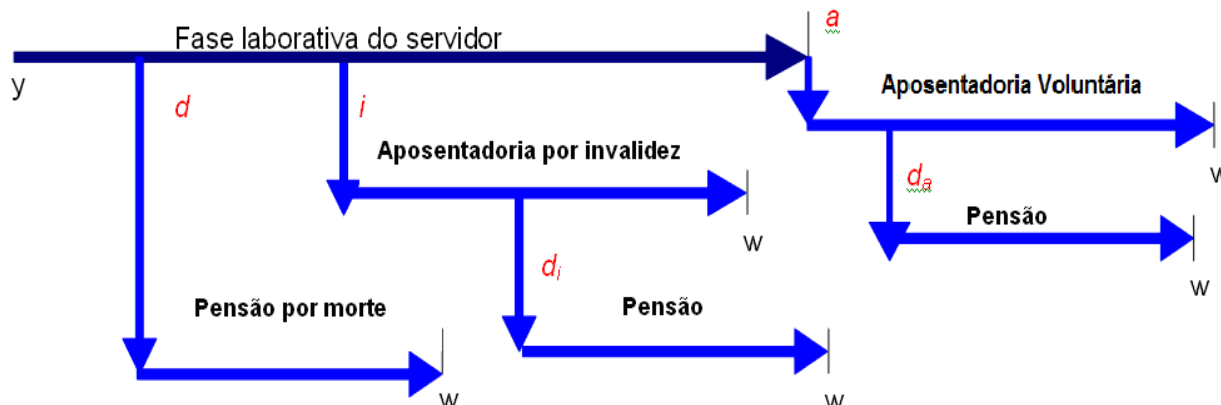 a
Fase laborativa do servidor
y
d
i
Aposentadoria Voluntária
Aposentadoria por invalidez
w
da
Pensão
w
di
w
Pensão por morte
Pensão
w
w